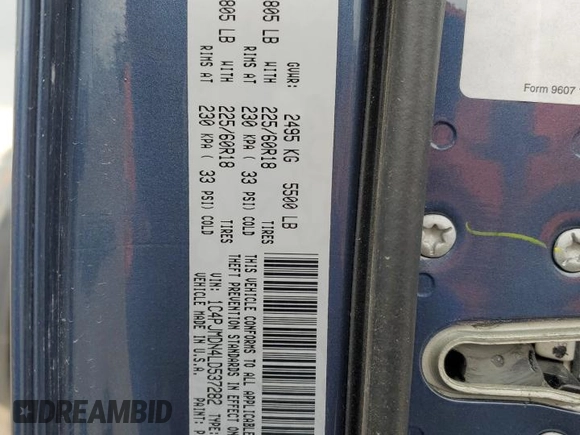 GVWR: 2495 KG 5500 LB
805 LB WITH 225/60R18 TIRES
RIMS AT 230 KPA ( 33 PSI) COLD
805 LB WITH 225/60R18 TIRES
RIMS AT 230 KPA ( 33 PSI) COLD
THIS VEHICLE CONFORMS TO ALL APPLICABLE
THEFT PREVENTION STANDARDS IN EFFECT ON
VIN: 1C4PJMDN4LD537282 TYPE:
VEHICLE MADE IN U.S.A. PAINT:
Form 9607
DREAMBID